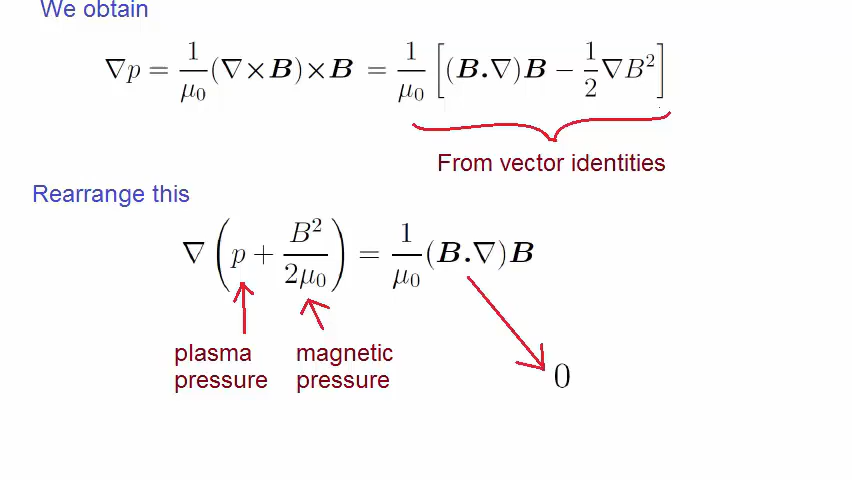 We obtain
∇p = 1/μ₀ (∇×B)×B = 1/μ₀ [(B.∇)B − 1/2 ∇B²]
From vector identities
Rearrange this
∇(p + B²/2μ₀) = 1/μ₀ (B.∇)B
plasma pressure
magnetic pressure
0